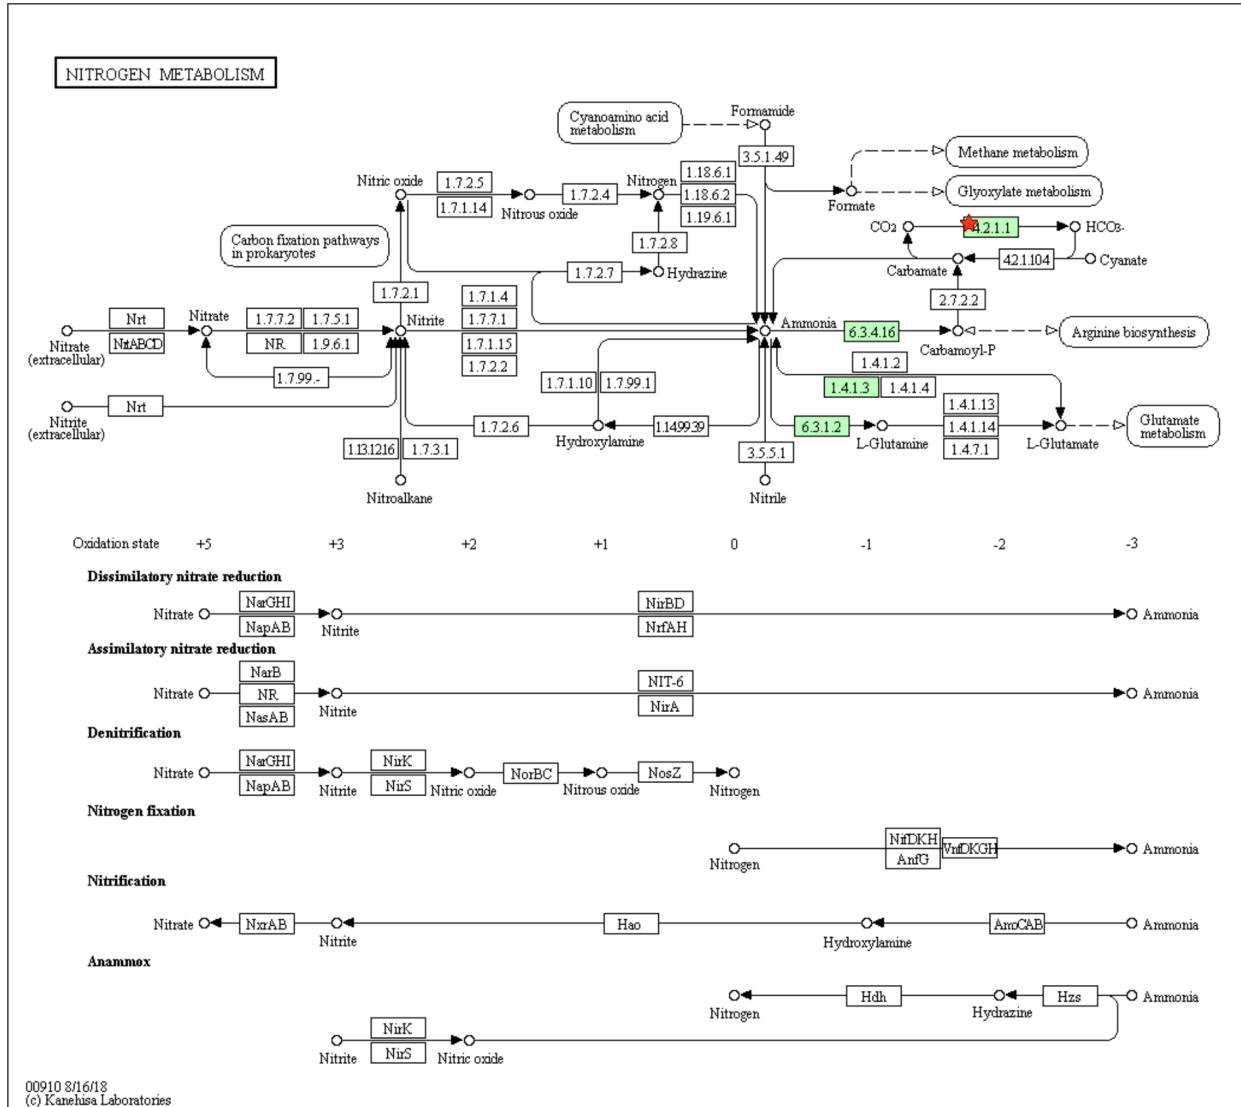 NITROGEN METABOLISM
Cyanoamino acid
metabolism
Formamide
3.5.1.49
Methane metabolism
Glyoxylate metabolism
Formate
Nitric oxide
1.7.2.5
1.7.1.14
Nitrous oxide
1.7.2.4
Nitrogen
1.18.6.1
1.18.6.2
1.19.6.1
CO2
4.2.1.1
HCO3-
Carbon fixation pathways
in prokaryotes
1.7.2.8
1.7.2.7
Hydrazine
Carbamate
4.2.1.104
Cyanate
1.7.2.1
2.7.2.2
Nrt
NrtABCD
Nitrate
(extracellular)
Nitrate
1.7.7.2
1.7.5.1
NR
1.9.6.1
1.7.99.-
Nitrite
1.7.1.4
1.7.7.1
1.7.1.15
1.7.2.2
Ammonia
6.3.4.16
Carbamoyl-P
Arginine biosynthesis
1.4.1.2
1.4.1.3
1.4.1.4
1.7.1.10
1.7.99.1
Nrt
Nitrite
(extracellular)
1.7.2.6
Hydroxylamine
1.14.99.39
6.3.1.2
L-Glutamine
1.4.1.13
1.4.1.14
1.4.7.1
L-Glutamate
Glutamate
metabolism
1.13.12.16
1.7.3.1
3.5.5.1
Nitroalkane
Nitrile
Oxidation state +5 +3 +2 +1 0 -1 -2 -3
Dissimilatory nitrate reduction
Nitrate
NarGHI
NapAB
Nitrite
NirBD
NrfAH
Ammonia
Assimilatory nitrate reduction
Nitrate
NarB
NR
NasAB
Nitrite
NIT-6
NirA
Ammonia
Denitrification
Nitrate
NarGHI
NapAB
Nitrite
NirK
NirS
Nitric oxide
NorBC
Nitrous oxide
NosZ
Nitrogen
Nitrogen fixation
Nitrogen
NifDKH
AnfG
VnfDKGH
Ammonia
Nitrification
Nitrate
NxrAB
Nitrite
Hao
Hydroxylamine
AmoCAB
Ammonia
Anammox
Nitrogen
Hdh
Hydrazine
Hzs
Ammonia
Nitrite
NirK
NirS
Nitric oxide
00910 8/16/18
(c) Kanehisa Laboratories